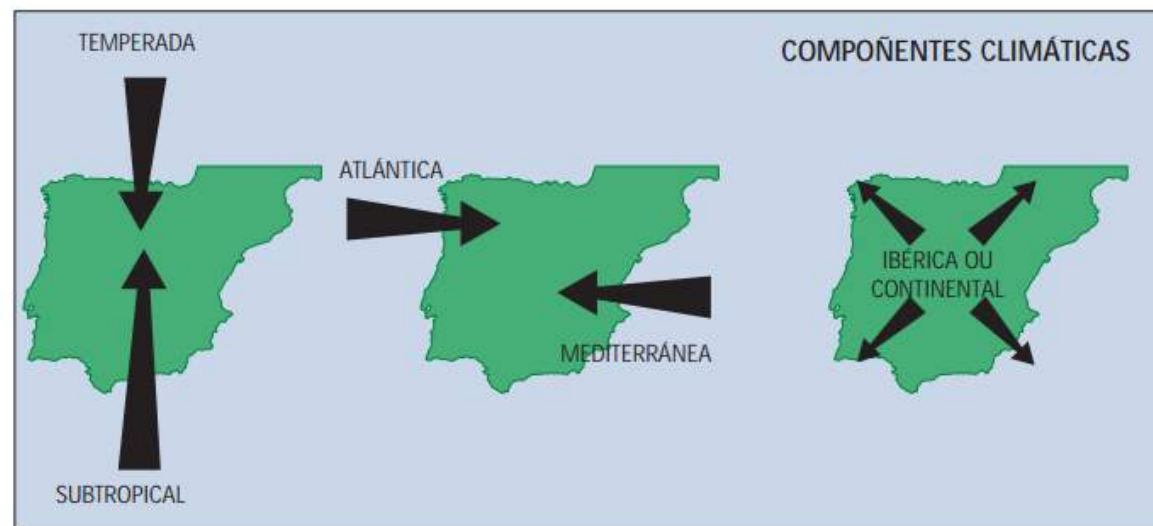 COMPOÑENTES CLIMÁTICAS
TEMPERADA
SUBTROPICAL
ATLÁNTICA
MEDITERRÁNEA
IBÉRICA OU
CONTINENTAL